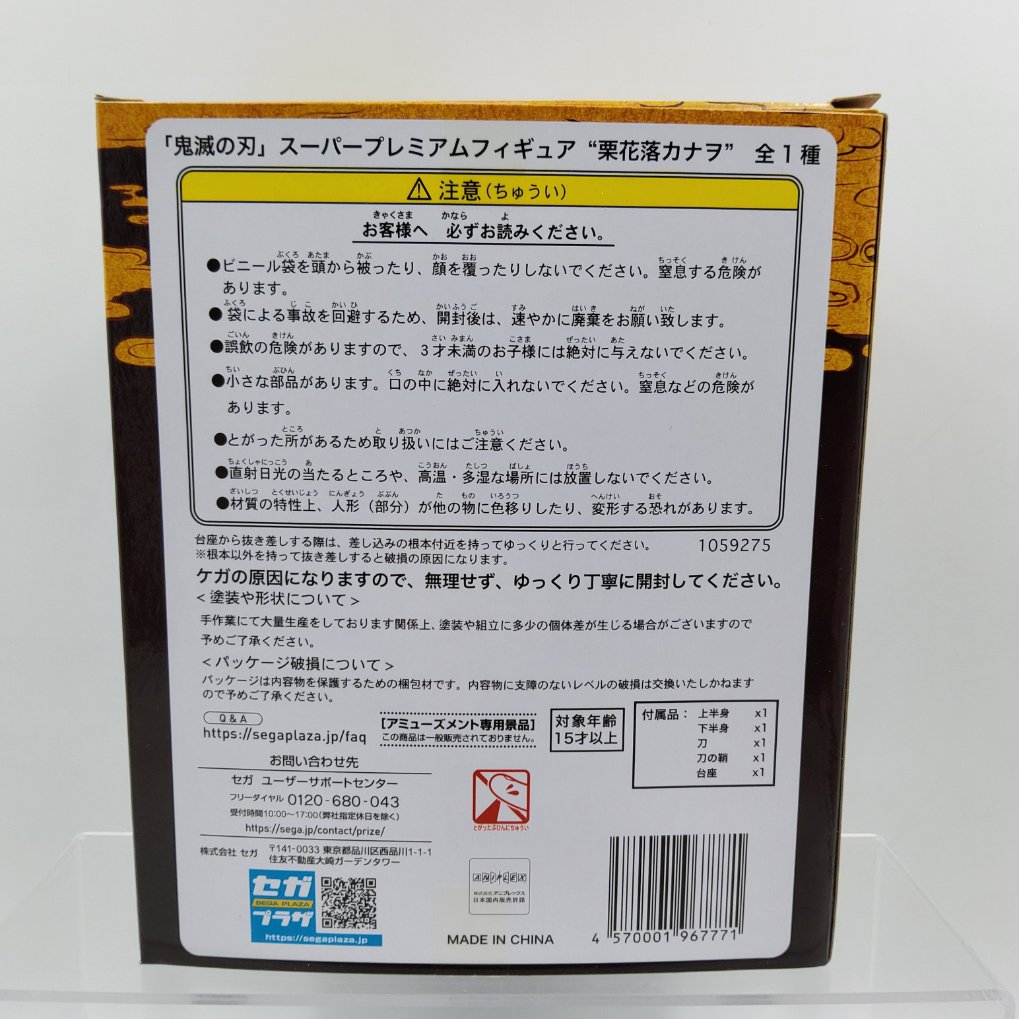 「鬼滅の刃」スーパープレミアムフィギュア “栗花落カナヲ” 全1種
⚠ 注意(ちゅうい)
お客様へ 必ずお読みください。
●ビニール袋を頭から被ったり、顔を覆ったりしないでください。窒息する危険が
あります。
●袋による事故を回避するため、開封後は、速やかに廃棄をお願い致します。
●誤飲の危険がありますので、3才未満のお子様には絶対に与えないでください。
●小さな部品があります。口の中に絶対に入れないでください。窒息などの危険が
あります。
●とがった所があるため取り扱いにはご注意ください。
●直射日光の当たるところや、高温・多湿な場所には放置しないでください。
●材質の特性上、人形(部分)が他の物に色移りしたり、変形する恐れがあります。
台座から抜き差しする際は、差し込みの根本付近を持ってゆっくりと行ってください。 1059275
※根本以外を持って抜き差しすると破損の原因になります。
ケガの原因になりますので、無理せず、ゆっくり丁寧に開封してください。
<塗装や形状について>
手作業にて大量生産をしております関係上、塗装や組立に多少の個体差が生じる場合がございますので
予めご了承ください。
<パッケージ破損について>
パッケージは内容物を保護するための梱包材です。内容物に支障のないレベルの破損は交換いたしかねます
ので予めご了承ください。
Q & A
https://segaplaza.jp/faq
[アミューズメント専用景品]
この商品は一般販売されておりません。
対象年齢
15才以上
付属品: 上半身 x1
下半身 x1
刀 x1
刀の鞘 x1
台座 x1
お問い合わせ先
セガ ユーザーサポートセンター
フリーダイヤル 0120-680-043
受付時間10:00~17:00(弊社指定休日を除く)
https://sega.jp/contact/prize/
株式会社 セガ 〒141-0033 東京都品川区西品川1-1-1
住友不動産大崎ガーデンタワー
とがったぶひんにちゅうい
セガ
SEGA PLAZA
プラザ
https://segaplaza.jp
ANIPLEX
株式会社アニプレックス
日本国内販売許諾
MADE IN CHINA
4 570001 967771